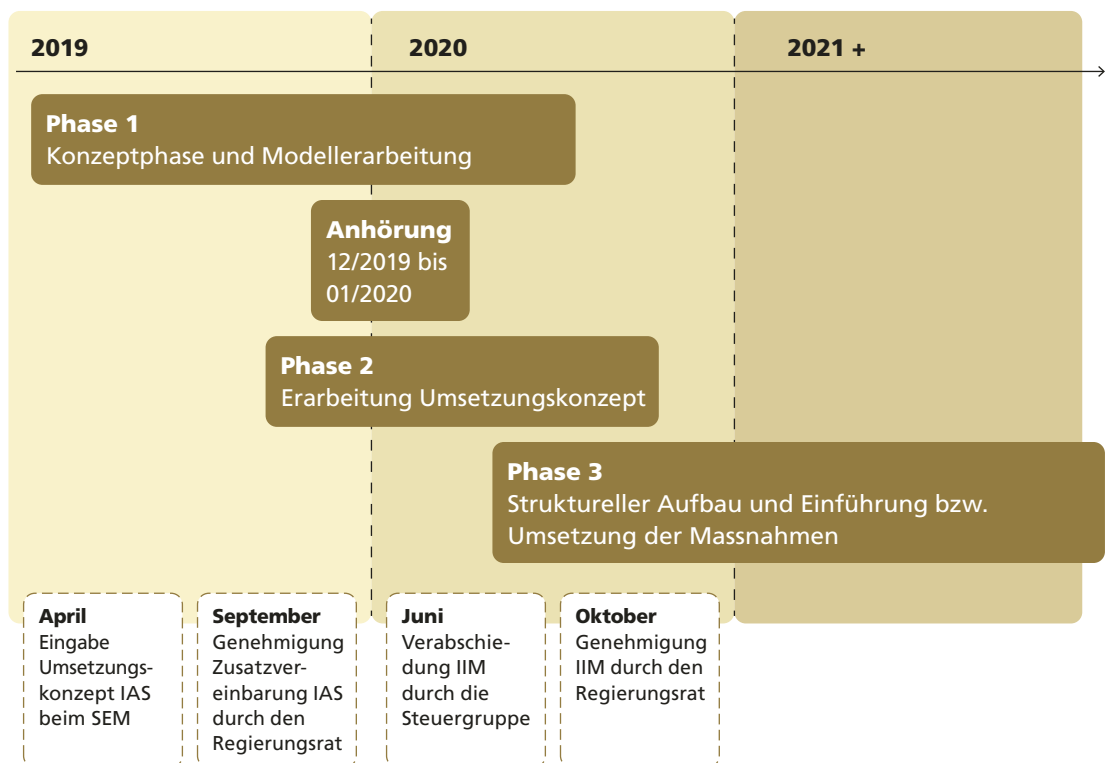 2019
2020
2021 +
Phase 1
Konzeptphase und Modellerarbeitung
Anhörung
12/2019 bis
01/2020
Phase 2
Erarbeitung Umsetzungskonzept
Phase 3
Struktureller Aufbau und Einführung bzw.
Umsetzung der Massnahmen
April
Eingabe
Umsetzungs-
konzept IAS
beim SEM
September
Genehmigung
Zusatzver-
einbarung IAS
durch den
Regierungsrat
Juni
Verabschie-
dung IIM
durch die
Steuergruppe
Oktober
Genehmigung
IIM durch den
Regierungsrat